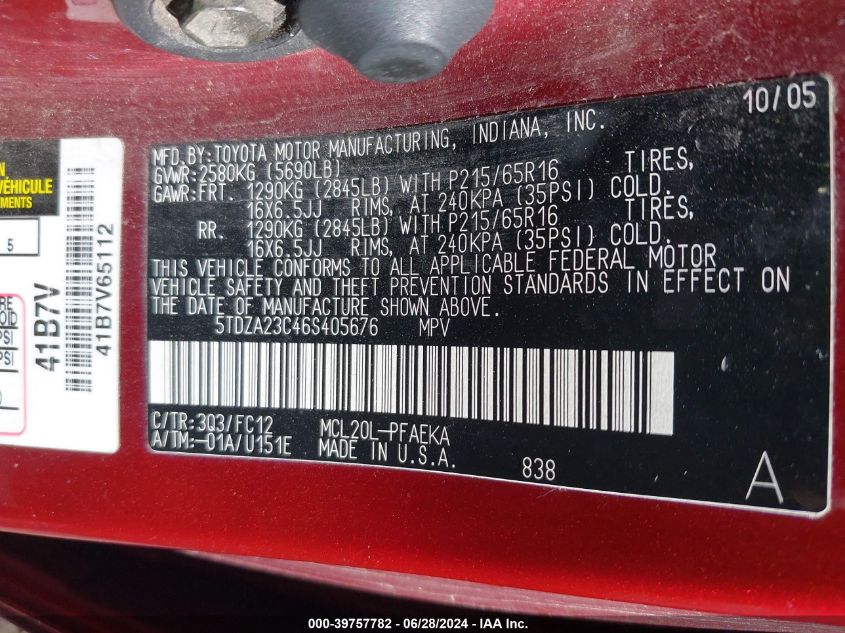 10/05
MFD.BY:TOYOTA MOTOR MANUFACTURING, INDIANA, INC.
GVWR:2580KG (5690LB)
GAWR:FRT. 1290KG (2845LB) WITH P215/65R16 TIRES,
16X6.5JJ RIMS, AT 240KPA (35PSI) COLD.
RR. 1290KG (2845LB) WITH P215/65R16 TIRES,
16X6.5JJ RIMS, AT 240KPA (35PSI) COLD.
THIS VEHICLE CONFORMS TO ALL APPLICABLE FEDERAL MOTOR
VEHICLE SAFETY AND THEFT PREVENTION STANDARDS IN EFFECT ON
THE DATE OF MANUFACTURE SHOWN ABOVE.
5TDZA23C46S405676 MPV
C/TR:3Q3/FC12 MCL20L-PFAEKA
A/TM:-01A/U151E MADE IN U.S.A.
838
A
VÉHICULE
5
41B7V
41B7V65112
PSI
PSI
000-39757782 - 06/28/2024 - IAA Inc.